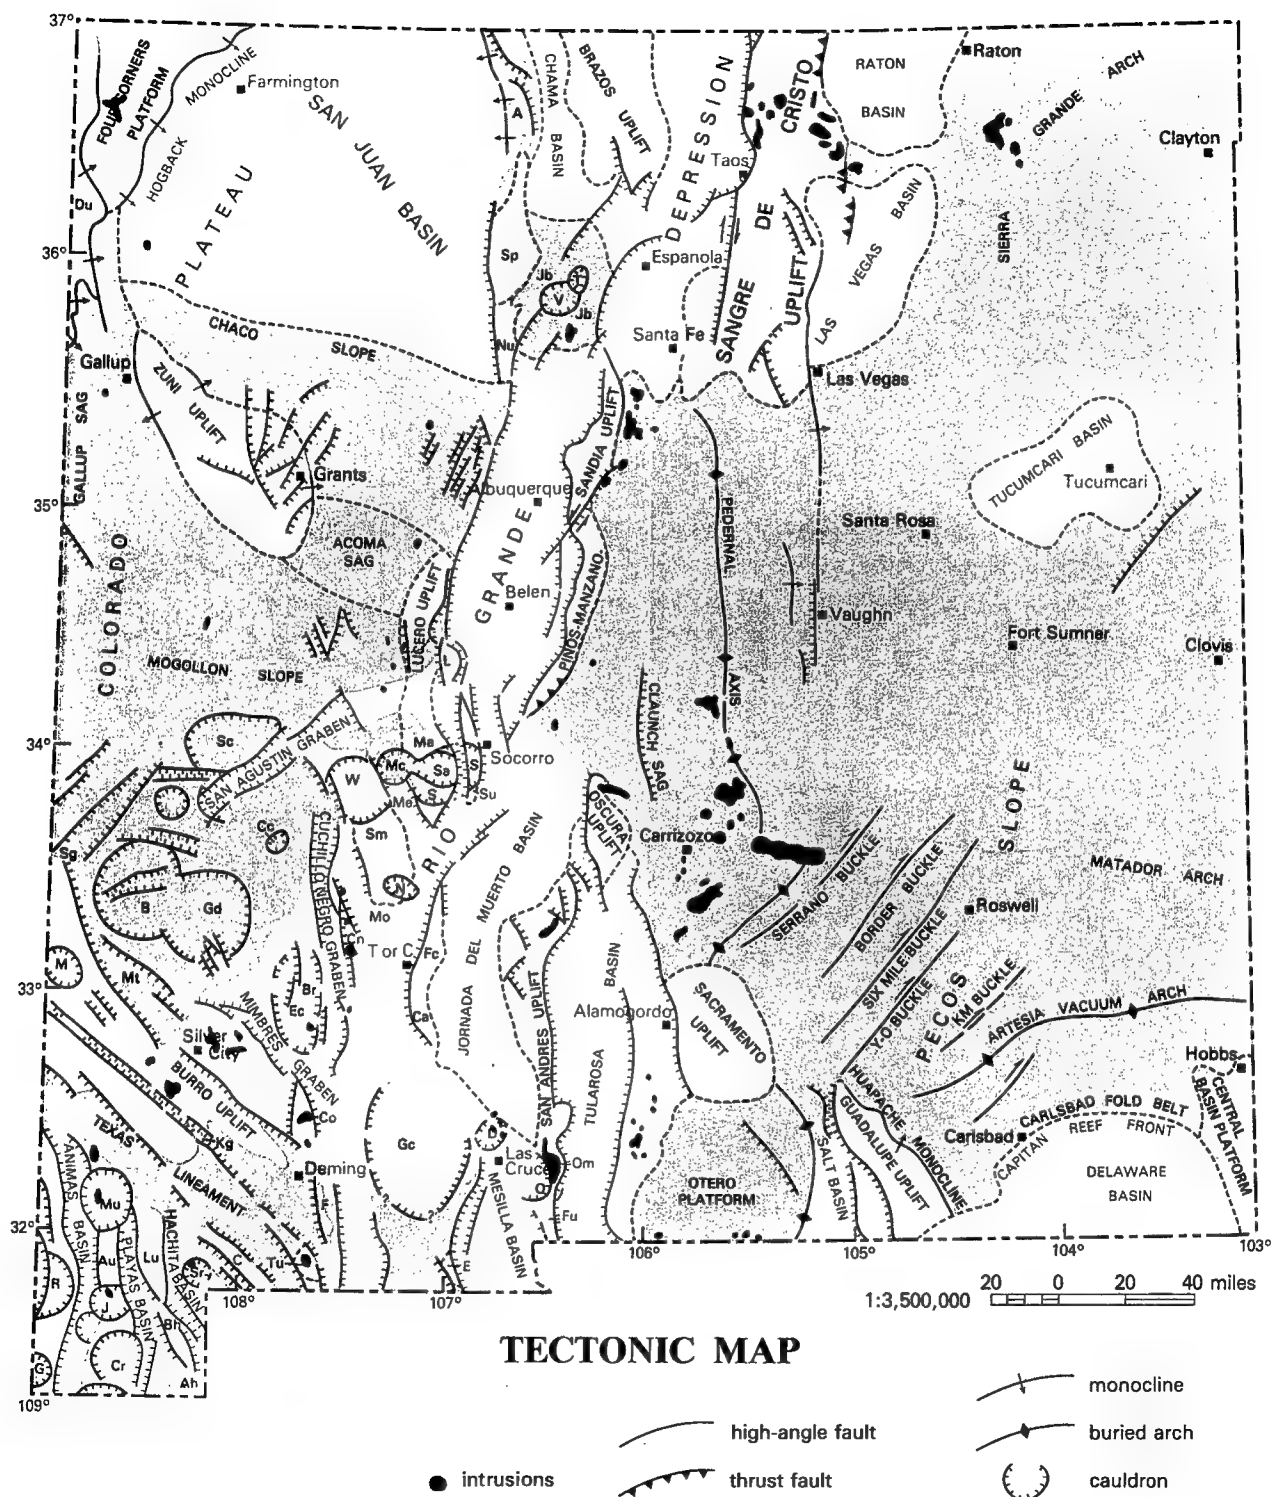 37°
FOUR CORNERS
PLATFORM
HOGBACK
MONOCLINE
Farmington
SAN JUAN BASIN
PLATEAU
Du
36°
A
CHAMA
BASIN
BRAZOS
UPLIFT
DEPRESSION
Taos
SANGRE DE CRISTO
UPLIFT
RATON
BASIN
Raton
GRANDE
ARCH
SIERRA
Clayton
LAS
VEGAS
BASIN
Sp
Jb
V
Jb
Nu
Espanola
Santa Fe
Las Vegas
CHACO
SLOPE
Gallup
GALLUP SAG
ZUNI
UPLIFT
Grants
SANDIA UPLIFT
Albuquerque
35°
ACOMA
SAG
COLORADO
LUCERO UPLIFT
GRANDE
Belen
PINOS-MANZANO
PEDERNAL
AXIS
TUCUMCARI BASIN
Tucumcari
Santa Rosa
Vaughn
Fort Sumner
Clovis
MOGOLLON
SLOPE
L
34°
Sc
SAN AGUSTIN GRABEN
W
Ma
Mc
Sa
S
S
Me
Su
Socorro
CLAUNCH SAG
Sm
Co
CUCHILLO NEGRO GRABEN
N
Mo
RIO
Sg
B
Gd
JORNADA DEL MUERTO BASIN
OSCURA
UPLIFT
Carrizozo
SERRANO BUCKLE
BORDER BUCKLE
SIX MILE BUCKLE
Y-O BUCKLE
KM BUCKLE
PECOS
SLOPE
Roswell
MATADOR ARCH
M
33°
Mt
T or C
Fc
Ca
Br
Ec
MIMBRES
GRABEN
Silver
City
SAN ANDRES UPLIFT
TULAROSA
BASIN
Alamogordo
SACRAMENTO
UPLIFT
ARTESIA
VACUUM
ARCH
Hobbs
BURRO UPLIFT
Co
Kg
TEXAS
LINEAMENT
Deming
Gc
D
Las
Cruces
O
Om
Fu
MESILLA BASIN
E
HUAPACHE MONOCLINE
GUADALUPE UPLIFT
SALT BASIN
OTERO
PLATFORM
CARLSBAD FOLD BELT
Carlsbad
CAPITAN
REEF
FRONT
DELAWARE
BASIN
CENTRAL
BASIN PLATFORM
ANIMAS
BASIN
Mu
32°
Au
PLAYAS BASIN
Lu
HACHITA BASIN
C
Tu
R
J
Bh
G
Cr
Ah
109°
108°
107°
106°
105°
104°
103°
20 0 20 40 miles
1:3,500,000
TECTONIC MAP
monocline
high-angle fault
buried arch
intrusions
thrust fault
cauldron